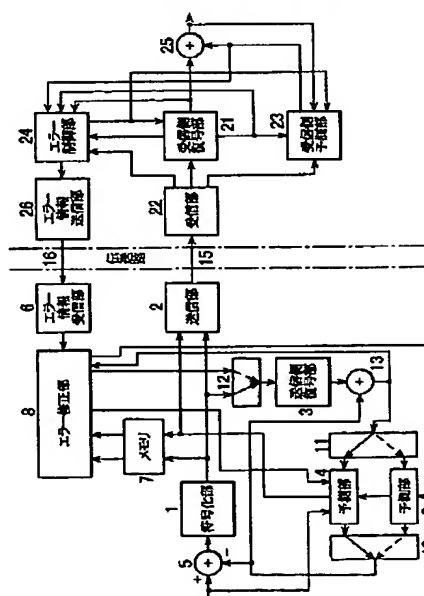 25
24
エラー
制御部
21
受信側
復号部
23
受信側
予測部
26
エラー
情報
送信部
22
受信部
16
伝送路
15
6
エラー
情報
受信部
2
送信部
8
エラー修正部
12
送信側
復号部
3
13
7
メモリ
11
1
符号化部
4
予測部
予測部
5
+
-